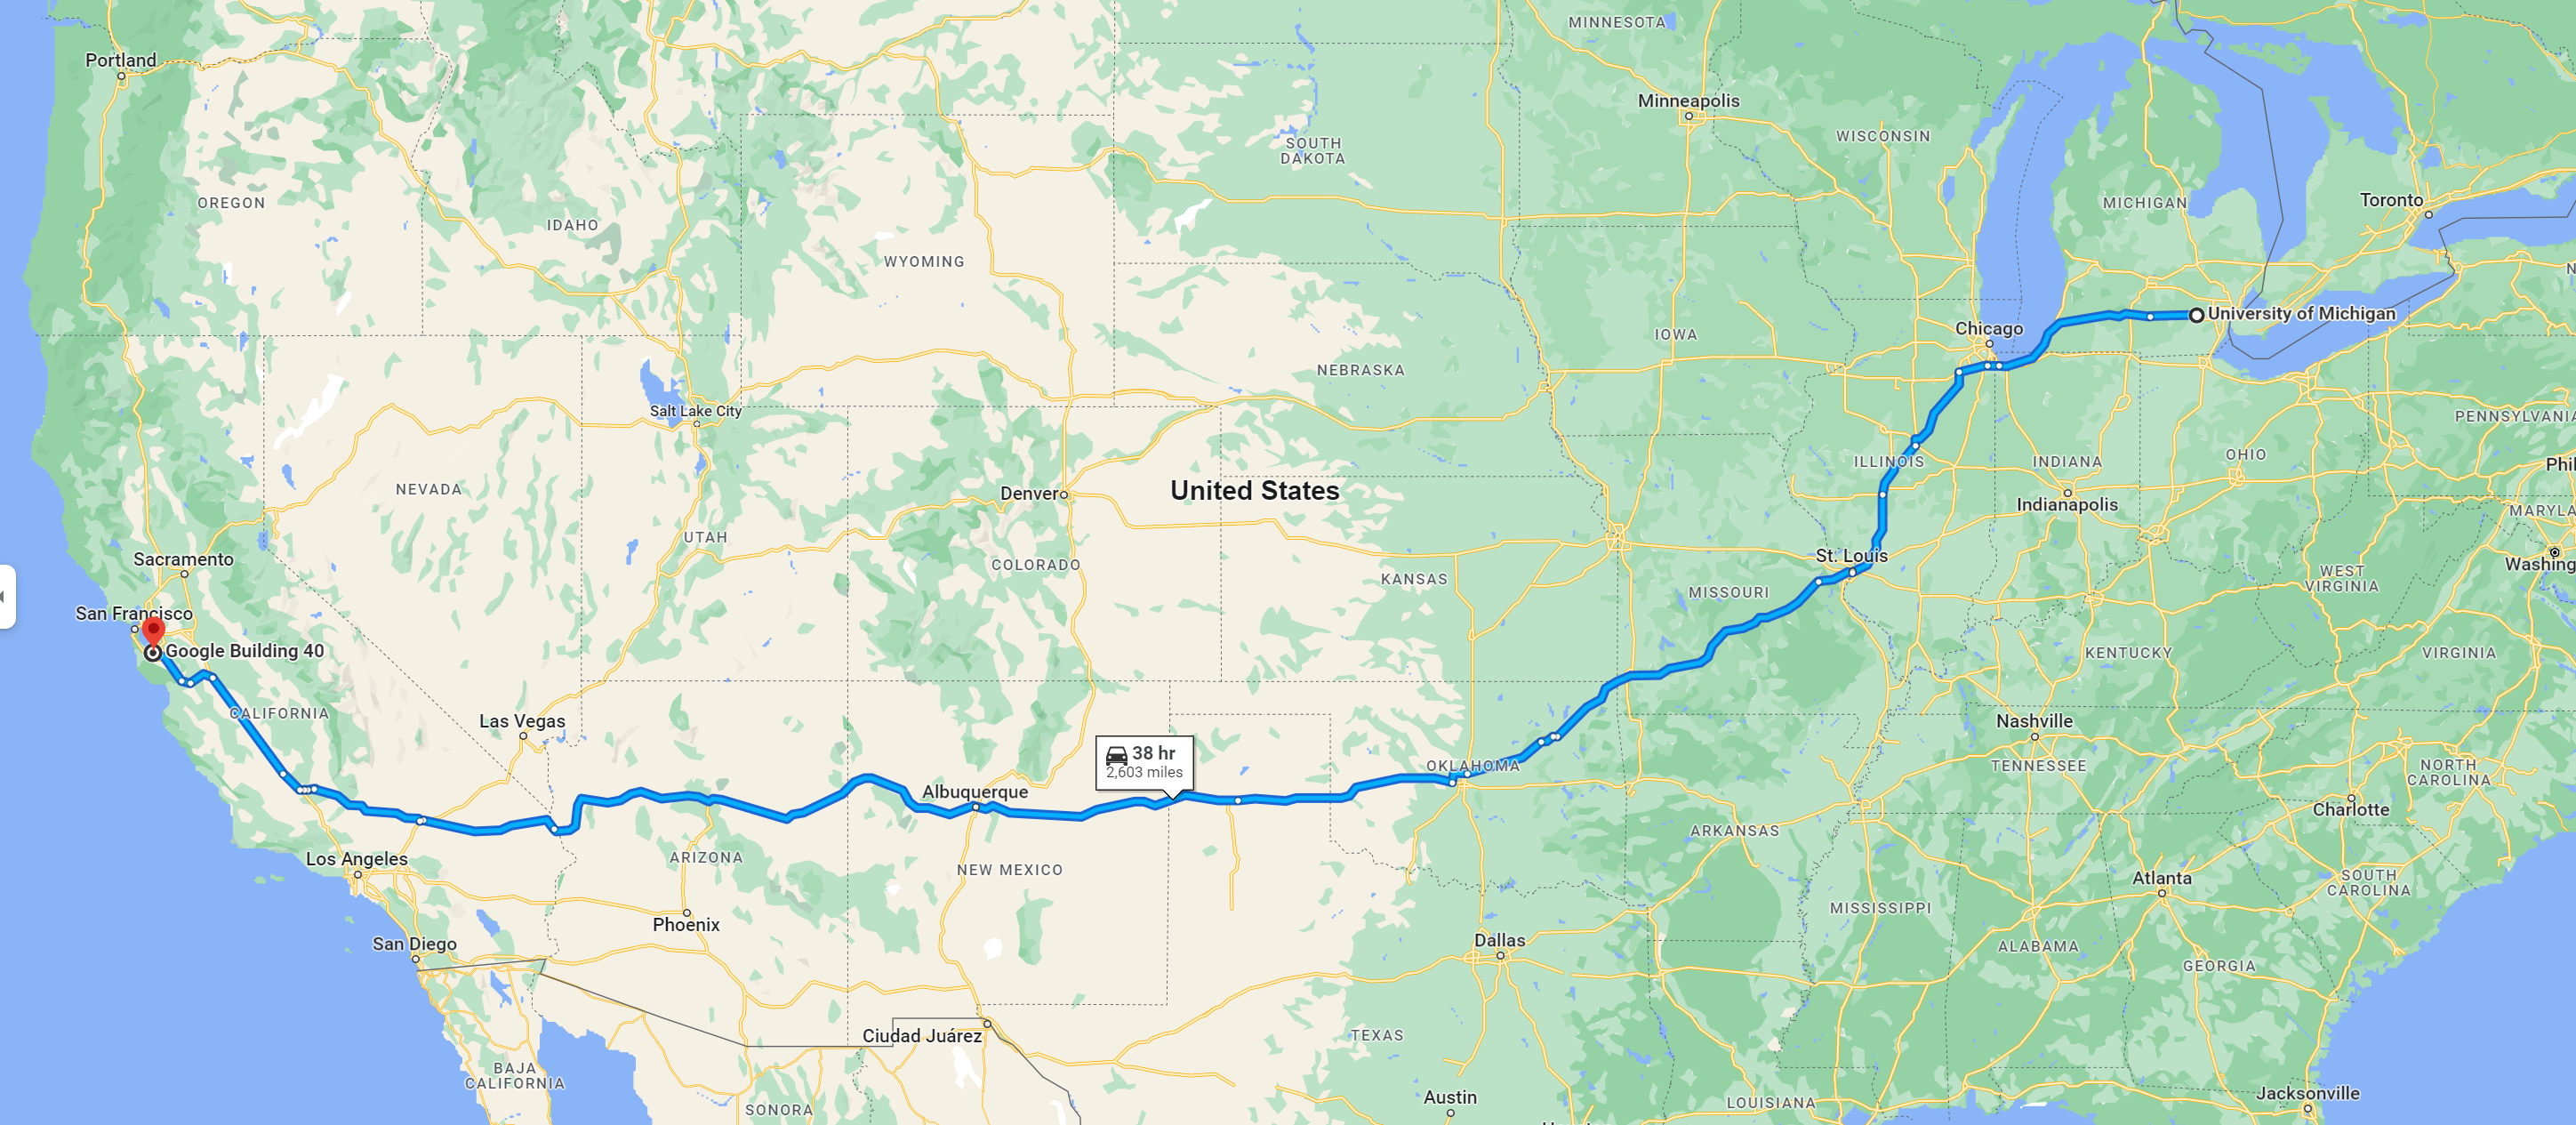 MINNESOTA
Portland
Minneapolis
WISCONSIN
SOUTH
DAKOTA
MICHIGAN
Toronto
OREGON
IDAHO
WYOMING
University of Michigan
Chicago
IOWA
NEBRASKA
Salt Lake City
PENNSYLVANIA
ILLINOIS
INDIANA
OHIO
NEVADA
Denver
United States
Indianapolis
UTAH
Sacramento
COLORADO
St. Louis
KANSAS
MISSOURI
WEST
VIRGINIA
San Francisco
Google Building 40
KENTUCKY
VIRGINIA
CALIFORNIA
Las Vegas
Nashville
38 hr
2,603 miles
OKLAHOMA
TENNESSEE
NORTH
CAROLINA
Albuquerque
Charlotte
ARKANSAS
Los Angeles
ARIZONA
NEW MEXICO
Atlanta
SOUTH
CAROLINA
MISSISSIPPI
Phoenix
San Diego
Dallas
ALABAMA
GEORGIA
Ciudad Juárez
TEXAS
BAJA
CALIFORNIA
Austin
Jacksonville
SONORA
LOUISIANA